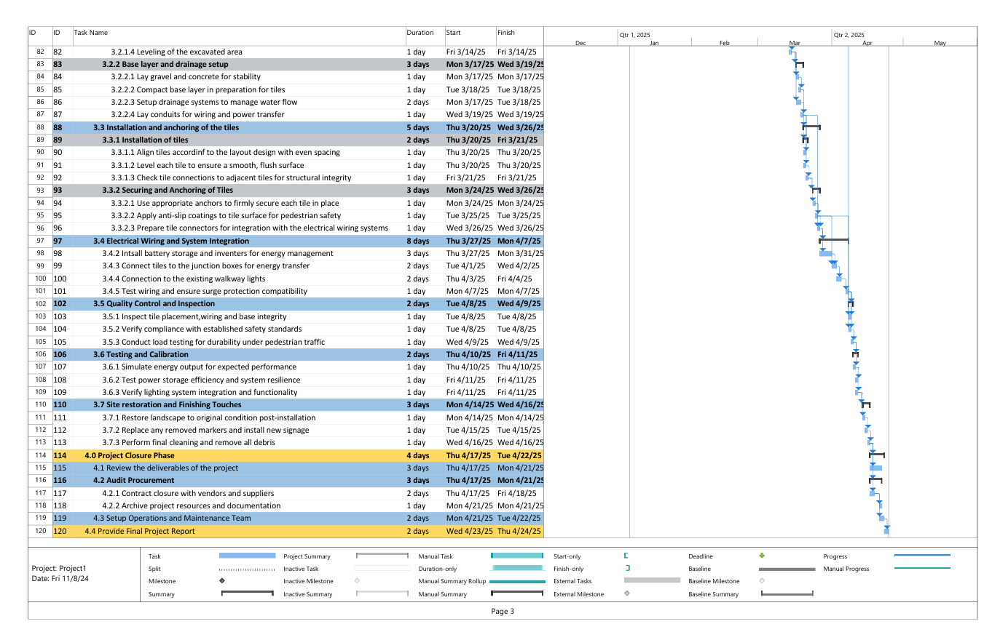 ID ID Task Name Duration Start Finish Qtr 1, 2025 Qtr 2, 2025
Dec Jan Feb Mar Apr May
82 82 3.2.1.4 Leveling of the excavated area 1 day Fri 3/14/25 Fri 3/14/25
83 83 3.2.2 Base layer and drainage setup 3 days Mon 3/17/25 Wed 3/19/25
84 84 3.2.2.1 Lay gravel and concrete for stability 1 day Mon 3/17/25 Mon 3/17/25
85 85 3.2.2.2 Compact base layer in preparation for tiles 1 day Tue 3/18/25 Tue 3/18/25
86 86 3.2.2.3 Setup drainage systems to manage water flow 2 days Mon 3/17/25 Tue 3/18/25
87 87 3.2.2.4 Lay conduits for wiring and power transfer 1 day Wed 3/19/25 Wed 3/19/25
88 88 3.3 Installation and anchoring of the tiles 5 days Thu 3/20/25 Wed 3/26/25
89 89 3.3.1 Installation of tiles 2 days Thu 3/20/25 Fri 3/21/25
90 90 3.3.1.1 Align tiles accordinf to the layout design with even spacing 1 day Thu 3/20/25 Thu 3/20/25
91 91 3.3.1.2 Level each tile to ensure a smooth, flush surface 1 day Thu 3/20/25 Thu 3/20/25
92 92 3.3.1.3 Check tile connections to adjacent tiles for structural integrity 1 day Fri 3/21/25 Fri 3/21/25
93 93 3.3.2 Securing and Anchoring of Tiles 3 days Mon 3/24/25 Wed 3/26/25
94 94 3.3.2.1 Use appropriate anchors to firmly secure each tile in place 1 day Mon 3/24/25 Mon 3/24/25
95 95 3.3.2.2 Apply anti-slip coatings to tile surface for pedestrian safety 1 day Tue 3/25/25 Tue 3/25/25
96 96 3.3.2.3 Prepare tile connectors for integration with the electrical wiring systems 1 day Wed 3/26/25 Wed 3/26/25
97 97 3.4 Electrical Wiring and System Integration 8 days Thu 3/27/25 Mon 4/7/25
98 98 3.4.2 Intsall battery storage and inventers for energy management 3 days Thu 3/27/25 Mon 3/31/25
99 99 3.4.3 Connect tiles to the junction boxes for energy transfer 2 days Tue 4/1/25 Wed 4/2/25
100 100 3.4.4 Connection to the existing walkway lights 2 days Thu 4/3/25 Fri 4/4/25
101 101 3.4.5 Test wiring and ensure surge protection compatibility 1 day Mon 4/7/25 Mon 4/7/25
102 102 3.5 Quality Control and Inspection 2 days Tue 4/8/25 Wed 4/9/25
103 103 3.5.1 Inspect tile placement,wiring and base integrity 1 day Tue 4/8/25 Tue 4/8/25
104 104 3.5.2 Verify compliance with established safety standards 1 day Tue 4/8/25 Tue 4/8/25
105 105 3.5.3 Conduct load testing for durability under pedestrian traffic 1 day Wed 4/9/25 Wed 4/9/25
106 106 3.6 Testing and Calibration 2 days Thu 4/10/25 Fri 4/11/25
107 107 3.6.1 Simulate energy output for expected performance 1 day Thu 4/10/25 Thu 4/10/25
108 108 3.6.2 Test power storage efficiency and system resilience 1 day Fri 4/11/25 Fri 4/11/25
109 109 3.6.3 Verify lighting system integration and functionality 1 day Fri 4/11/25 Fri 4/11/25
110 110 3.7 Site restoration and Finishing Touches 3 days Mon 4/14/25 Wed 4/16/25
111 111 3.7.1 Restore landscape to original condition post-installation 1 day Mon 4/14/25 Mon 4/14/25
112 112 3.7.2 Replace any removed markers and install new signage 1 day Tue 4/15/25 Tue 4/15/25
113 113 3.7.3 Perform final cleaning and remove all debris 1 day Wed 4/16/25 Wed 4/16/25
114 114 4.0 Project Closure Phase 4 days Thu 4/17/25 Tue 4/22/25
115 115 4.1 Review the deliverables of the project 3 days Thu 4/17/25 Mon 4/21/25
116 116 4.2 Audit Procurement 3 days Thu 4/17/25 Mon 4/21/25
117 117 4.2.1 Contract closure with vendors and suppliers 2 days Thu 4/17/25 Fri 4/18/25
118 118 4.2.2 Archive project resources and documentation 1 day Mon 4/21/25 Mon 4/21/25
119 119 4.3 Setup Operations and Maintenance Team 2 days Mon 4/21/25 Tue 4/22/25
120 120 4.4 Provide Final Project Report 2 days Wed 4/23/25 Thu 4/24/25
Project: Project1
Date: Fri 11/8/24
Task Project Summary Manual Task Start-only Deadline Progress
Split Inactive Task Duration-only Finish-only Baseline Manual Progress
Milestone Inactive Milestone Manual Summary Rollup External Tasks Baseline Milestone
Summary Inactive Summary Manual Summary External Milestone Baseline Summary
Page 3